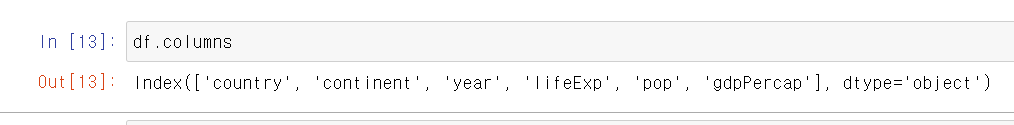 In [13]: df.columns
Out[13]: Index(['country', 'continent', 'year', 'lifeExp', 'pop', 'gdpPercap'], dtype='object')